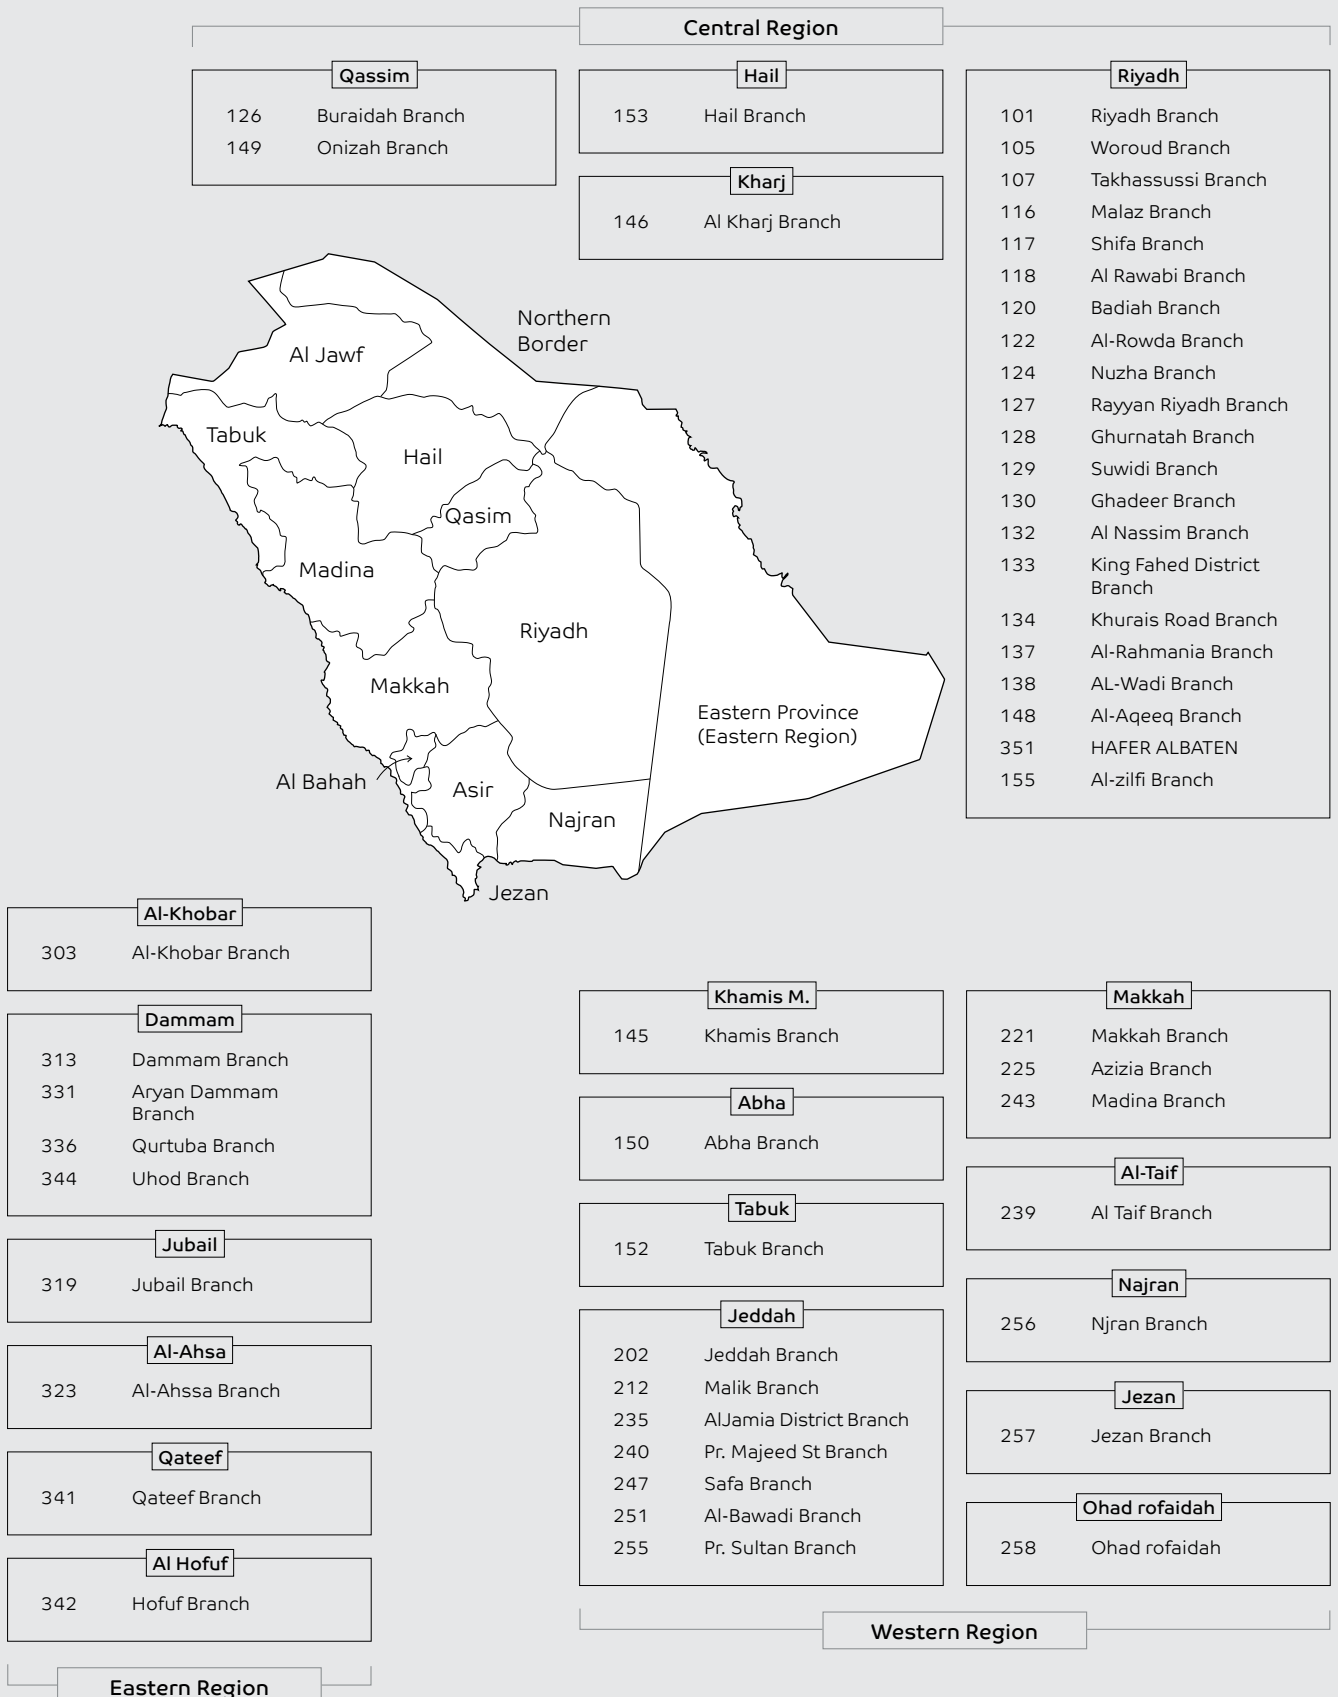 Central Region
Qassim
126 Buraidah Branch
149 Onizah Branch
Hail
153 Hail Branch
Kharj
146 Al Kharj Branch
Riyadh
101 Riyadh Branch
105 Woroud Branch
107 Takhassussi Branch
116 Malaz Branch
117 Shifa Branch
118 Al Rawabi Branch
120 Badiah Branch
122 Al-Rowda Branch
124 Nuzha Branch
127 Rayyan Riyadh Branch
128 Ghurnatah Branch
129 Suwidi Branch
130 Ghadeer Branch
132 Al Nassim Branch
133 King Fahed District
Branch
134 Khurais Road Branch
137 Al-Rahmania Branch
138 AL-Wadi Branch
148 Al-Aqeeq Branch
351 HAFER ALBATEN
155 Al-zilfi Branch
Northern
Border
Al Jawf
Tabuk
Hail
Qasim
Madina
Riyadh
Makkah
Eastern Province
(Eastern Region)
Al Bahah
Asir
Najran
Jezan
Al-Khobar
303 Al-Khobar Branch
Dammam
313 Dammam Branch
331 Aryan Dammam
Branch
336 Qurtuba Branch
344 Uhod Branch
Jubail
319 Jubail Branch
Al-Ahsa
323 Al-Ahssa Branch
Qateef
341 Qateef Branch
Al Hofuf
342 Hofuf Branch
Eastern Region
Khamis M.
145 Khamis Branch
Abha
150 Abha Branch
Tabuk
152 Tabuk Branch
Jeddah
202 Jeddah Branch
212 Malik Branch
235 AlJamia District Branch
240 Pr. Majeed St Branch
247 Safa Branch
251 Al-Bawadi Branch
255 Pr. Sultan Branch
Makkah
221 Makkah Branch
225 Azizia Branch
243 Madina Branch
Al-Taif
239 Al Taif Branch
Najran
256 Njran Branch
Jezan
257 Jezan Branch
Ohad rofaidah
258 Ohad rofaidah
Western Region